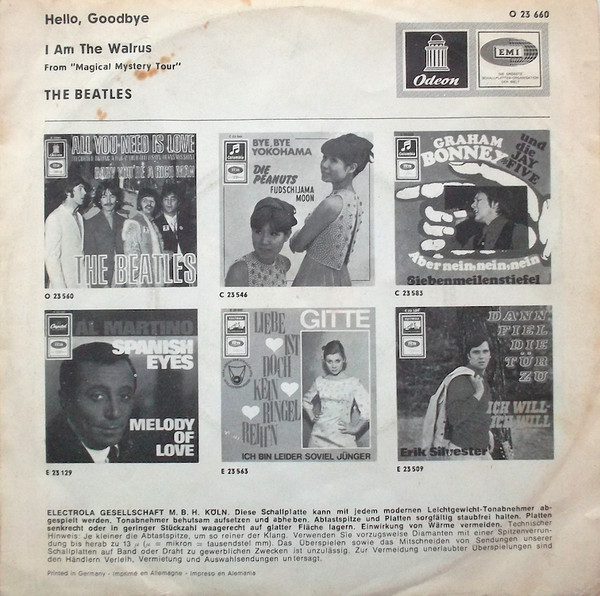 Hello, Goodbye
O 23 660
I Am The Walrus
From "Magical Mystery Tour"
THE BEATLES
Odeon
EMI
ALL YOU NEED IS LOVE
BABY YOU'RE A RICH MAN
THE BEATLES
O 23 560
Columbia
BYE, BYE
YOKOHAMA
DIE
PEANUTS
FUDSCHIJAMA
MOON
C 23 546
GRAHAM
BONNEY
und
die
HAT
FIVE
Aber nein, nein, nein
Siebenmeilenstiefel
C 23 583
Capitol
AL MARTINO
SPANISH
EYES
MELODY
OF
LOVE
E 23 129
LIEBE
IST
DOCH
KEIN
RINGEL
REIH'N
GITTE
ICH BIN LEIDER SOVIEL JÜNGER
E 23 563
DANN
FIEL
DIE
TÜR
ZU
ICH WILL-
ICH WILL
Erik Silvester
E 23 509
ELECTROLA GESELLSCHAFT M. B. H. KÖLN. Diese Schallplatte kann mit jedem modernen Leichtgewicht-Tonabnehmer ab-
gespielt werden. Tonabnehmer behutsam aufsetzen und abheben. Abtastspitze und Platten sorgfältig staubfrei halten. Platten
senkrecht oder in geringer Stückzahl waagerecht auf glatter Fläche lagern. Einwirkung von Wärme vermeiden. Technischer
Hinweis: Je kleiner die Abtastspitze, um so reiner der Klang. Verwenden Sie vorzugsweise Diamanten mit einer Spitzenverrun-
dung bis herab zu 13 µ (µ = mikron = tausendstel mm). Das Überspielen sowie das Mitschneiden von Sendungen unserer
Schallplatten auf Band oder Draht zu gewerblichen Zwecken ist unzulässig. Zur Vermeidung unerlaubter Überspielungen sind
den Händlern Verleih, Vermietung und Auswahlsendungen untersagt.
Printed in Germany - Imprimé en Allemagne - Impreso en Alemania